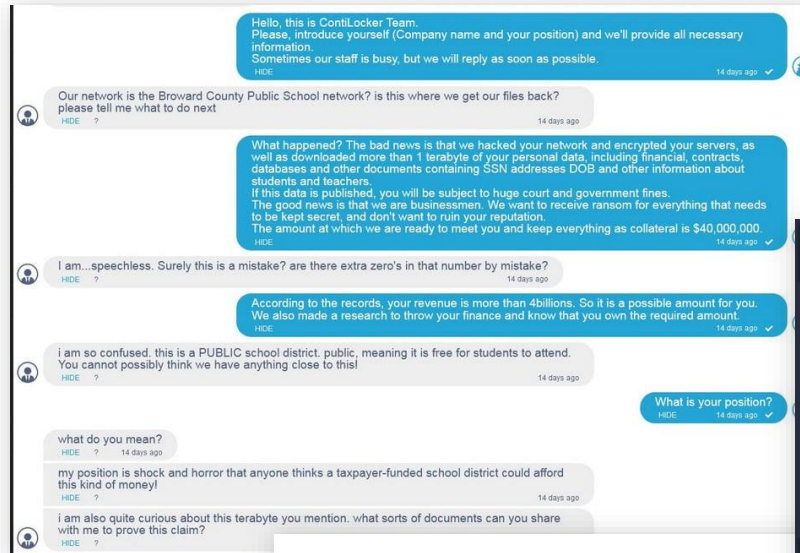 Hello, this is ContiLocker Team.
Please, introduce yourself (Company name and your position) and we'll provide all necessary
information.
Sometimes our staff is busy, but we will reply as soon as possible.
HIDE 14 days ago
Our network is the Broward County Public School network? is this where we get our files back?
please tell me what to do next
HIDE ? 14 days ago
What happened? The bad news is that we hacked your network and encrypted your servers, as
well as downloaded more than 1 terabyte of your personal data, including financial, contracts,
databases and other documents containing SSN addresses DOB and other information about
students and teachers.
If this data is published, you will be subject to huge court and government fines.
The good news is that we are businessmen. We want to receive ransom for everything that needs
to be kept secret, and don't want to ruin your reputation.
The amount at which we are ready to meet you and keep everything as collateral is $40,000,000.
HIDE 14 days ago
I am...speechless. Surely this is a mistake? are there extra zero's in that number by mistake?
HIDE ? 14 days ago
According to the records, your revenue is more than 4billions. So it is a possible amount for you.
We also made a research to throw your finance and know that you own the required amount.
HIDE 14 days ago
i am so confused. this is a PUBLIC school district. public, meaning it is free for students to attend.
You cannot possibly think we have anything close to this!
HIDE ? 14 days ago
What is your position?
HIDE 14 days ago
what do you mean?
HIDE ? 14 days ago
my position is shock and horror that anyone thinks a taxpayer-funded school district could afford
this kind of money!
HIDE ? 14 days ago
i am also quite curious about this terabyte you mention. what sorts of documents can you share
with me to prove this claim?
HIDE ?